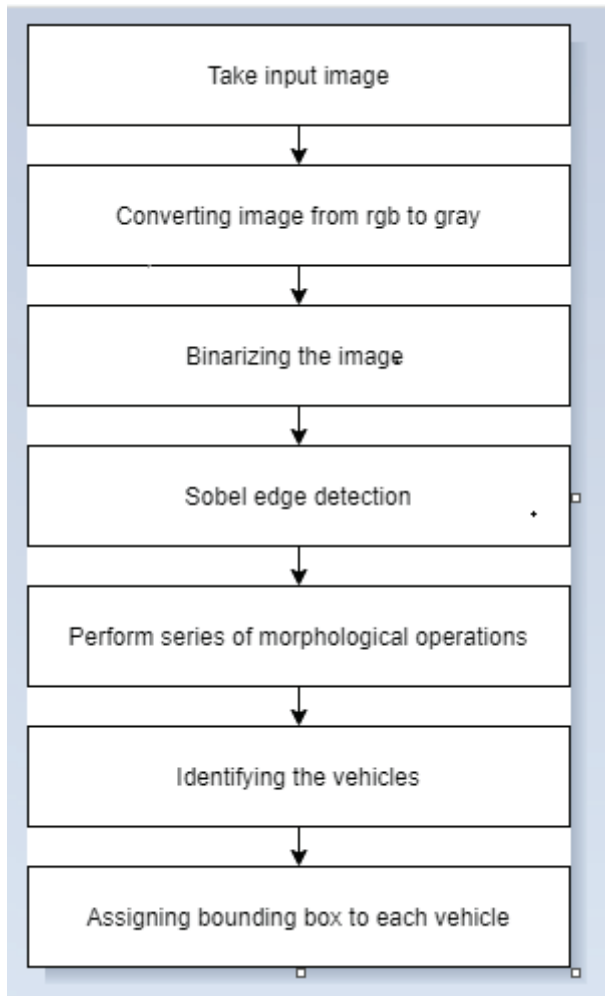 Take input image
Converting image from rgb to gray
Binarizing the image
Sobel edge detection
Perform series of morphological operations
Identifying the vehicles
Assigning bounding box to each vehicle